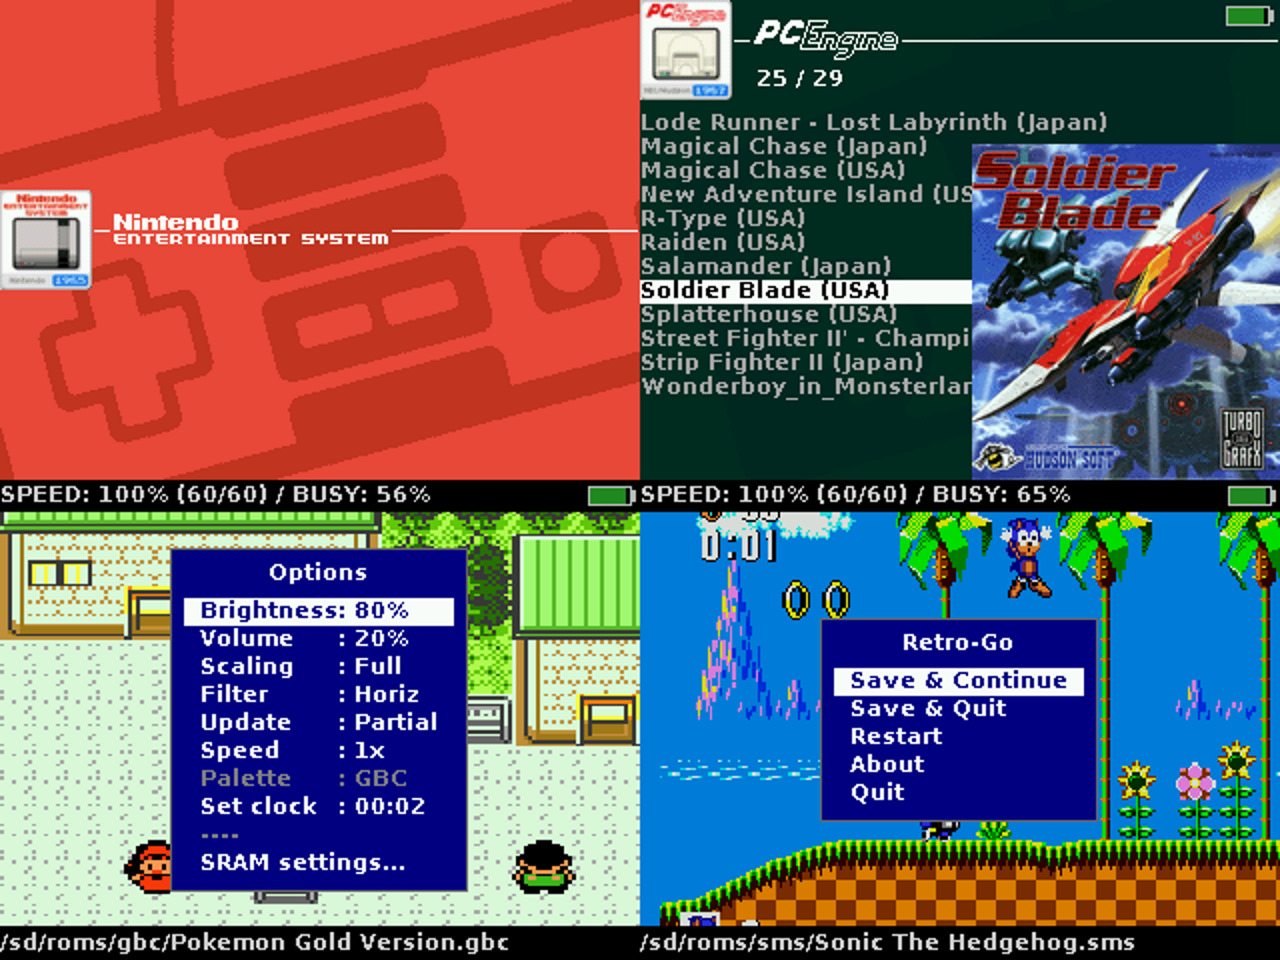 Nintendo
ENTERTAINMENT
SYSTEM
Nintendo
1985
Nintendo
ENTERTAINMENT SYSTEM
PC Engine
1987
PCEngine
25 / 29
Lode Runner - Lost Labyrinth (Japan)
Magical Chase (Japan)
Magical Chase (USA)
New Adventure Island (US
R-Type (USA)
Raiden (USA)
Salamander (Japan)
Soldier Blade (USA)
Splatterhouse (USA)
Street Fighter II' - Champi
Strip Fighter II (Japan)
Wonderboy_in_Monsterlan
Soldier
Blade™
HUDSON SOFT
TURBO
GRAFX
SPEED: 100% (60/60) / BUSY: 56%
Options
Brightness: 80%
Volume : 20%
Scaling : Full
Filter : Horiz
Update : Partial
Speed : 1x
Palette : GBC
Set clock : 00:02
----
SRAM settings...
/sd/roms/gbc/Pokemon Gold Version.gbc
SPEED: 100% (60/60) / BUSY: 65%
0:01
Retro-Go
Save & Continue
Save & Quit
Restart
About
Quit
/sd/roms/sms/Sonic The Hedgehog.sms